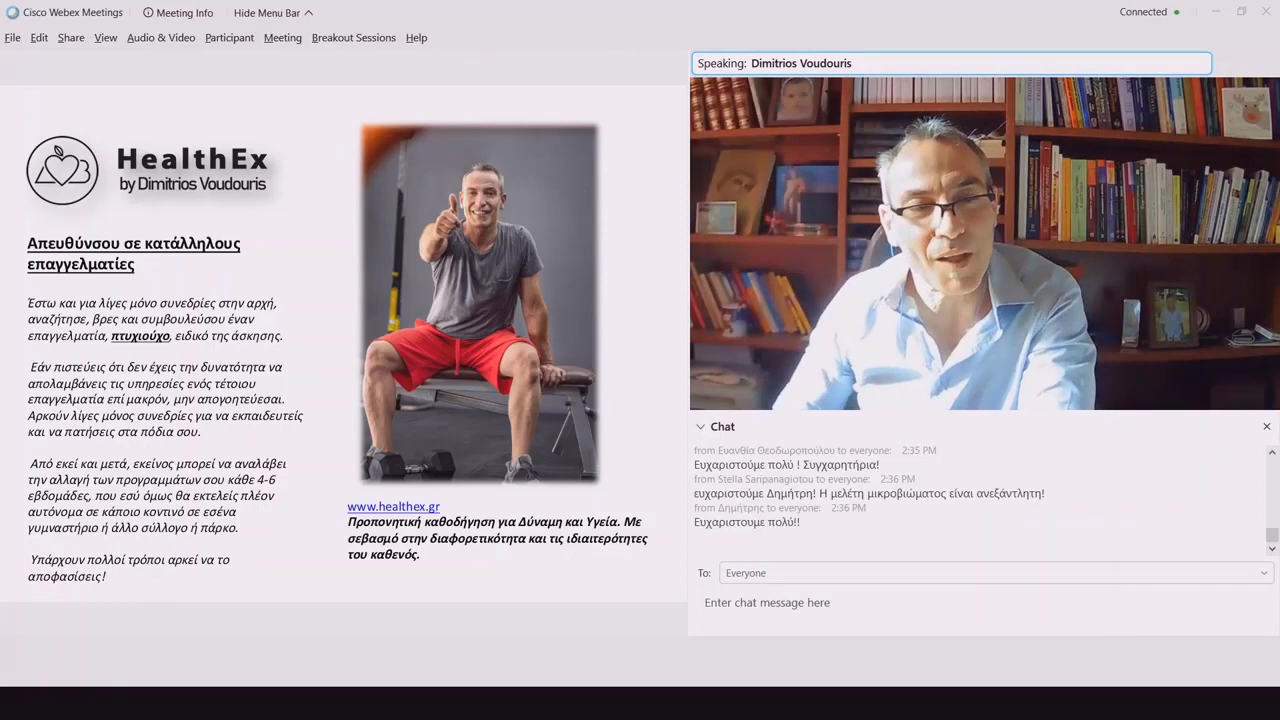 Cisco Webex Meetings
Meeting Info
Hide Menu Bar
Connected
File Edit Share View Audio & Video Participant Meeting Breakout Sessions Help
Speaking: Dimitrios Voudouris
HealthEx
by Dimitrios Voudouris
Απευθύνσου σε κατάλληλους
επαγγελματίες
Έστω και για λίγες μόνο συνεδρίες στην αρχή,
αναζήτησε, βρες και συμβουλεύσου έναν
επαγγελματία, πτυχιούχο, ειδικό της άσκησης.
Εάν πιστεύεις ότι δεν έχεις την δυνατότητα να
απολαμβάνεις τις υπηρεσίες ενός τέτοιου
επαγγελματία επί μακρόν, μην απογοητεύεσαι.
Αρκούν λίγες μόνος συνεδρίες για να εκπαιδευτείς
και να πατήσεις στα πόδια σου.
Από εκεί και μετά, εκείνος μπορεί να αναλάβει
την αλλαγή των προγραμμάτων σου κάθε 4-6
εβδομάδες, που εσύ όμως θα εκτελείς πλέον
αυτόνομα σε κάποιο κοντινό σε εσένα
γυμναστήριο ή άλλο σύλλογο ή πάρκο.
Υπάρχουν πολλοί τρόποι αρκεί να το
αποφασίσεις!
www.healthex.gr
Προπονητική καθοδήγηση για Δύναμη και Υγεία. Με
σεβασμό στην διαφορετικότητα και τις ιδιαιτερότητες
του καθενός.
Chat
from Ευανθία Θεοδωροπούλου to everyone: 2:35 PM
Ευχαριστούμε πολύ ! Συγχαρητήρια!
from Stella Saripanagiotou to everyone: 2:36 PM
ευχαριστούμε Δημήτρη! Η μελέτη μικροβιώματος είναι ανεξάντλητη!
from Δημήτρης to everyone: 2:36 PM
Ευχαριστουμε πολύ!!
To: Everyone
Enter chat message here